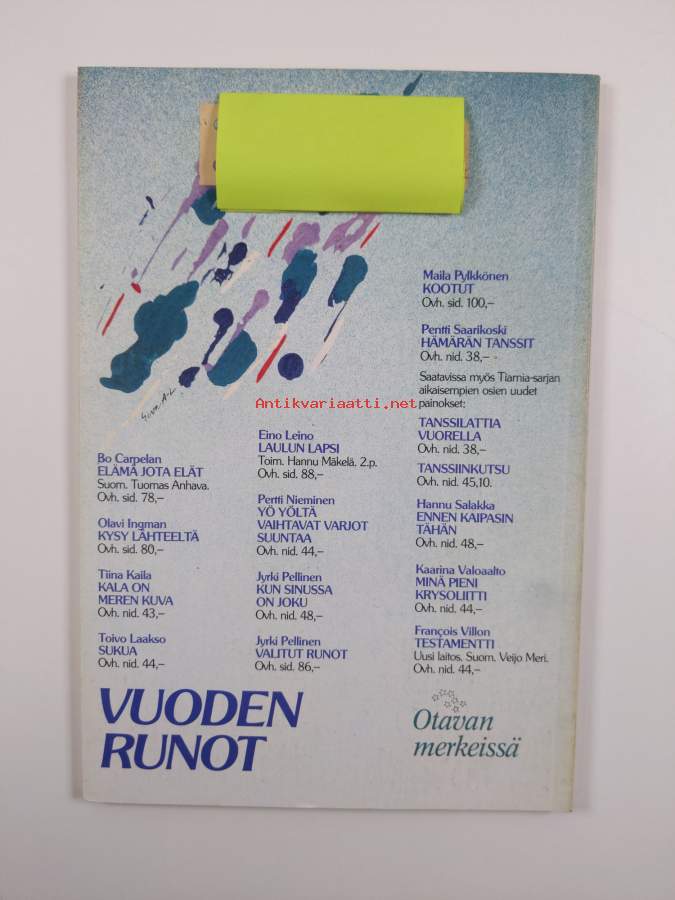 Bo Carpelan
ELÄMÄ JOTA ELÄT
Suom. Tuomas Anhava.
Ovh. sid. 78,–
Olavi Ingman
KYSY LÄHTEELTÄ
Ovh. sid. 80,–
Tiina Kaila
KALA ON
MEREN KUVA
Ovh. nid. 43,–
Toivo Laakso
SUKUA
Ovh. nid. 44,–
Eino Leino
LAULUN LAPSI
Toim. Hannu Mäkelä. 2.p.
Ovh. sid. 88,–
Pertti Nieminen
YÖ YÖLTÄ
VAIHTAVAT VARJOT
SUUNTAA
Ovh. nid. 44,–
Jyrki Pellinen
KUN SINUSSA
ON JOKU
Ovh. nid. 48,–
Jyrki Pellinen
VALITUT RUNOT
Ovh. sid. 86,–
Maila Pylkkönen
KOOTUT
Ovh. sid. 100,–
Pentti Saarikoski
HÄMÄRÄN TANSSIT
Ovh. nid. 38,–
Saatavissa myös Tiarnia-sarjan
aikaisempien osien uudet
painokset:
TANSSILATTIA
VUORELLA
Ovh. nid. 38,–
TANSSIINKUTSU
Ovh. nid. 45,10.
Hannu Salakka
ENNEN KAIPASIN
TÄHÄN
Ovh. nid. 48,–
Kaarina Valoaalto
MINÄ PIENI
KRYSOLIITTI
Ovh. nid. 44,–
François Villon
TESTAMENTTI
Uusi laitos. Suom. Veijo Meri.
Ovh. nid. 44,–
VUODEN
RUNOT
Otavan
merkeissä
Antikvariaatti.net